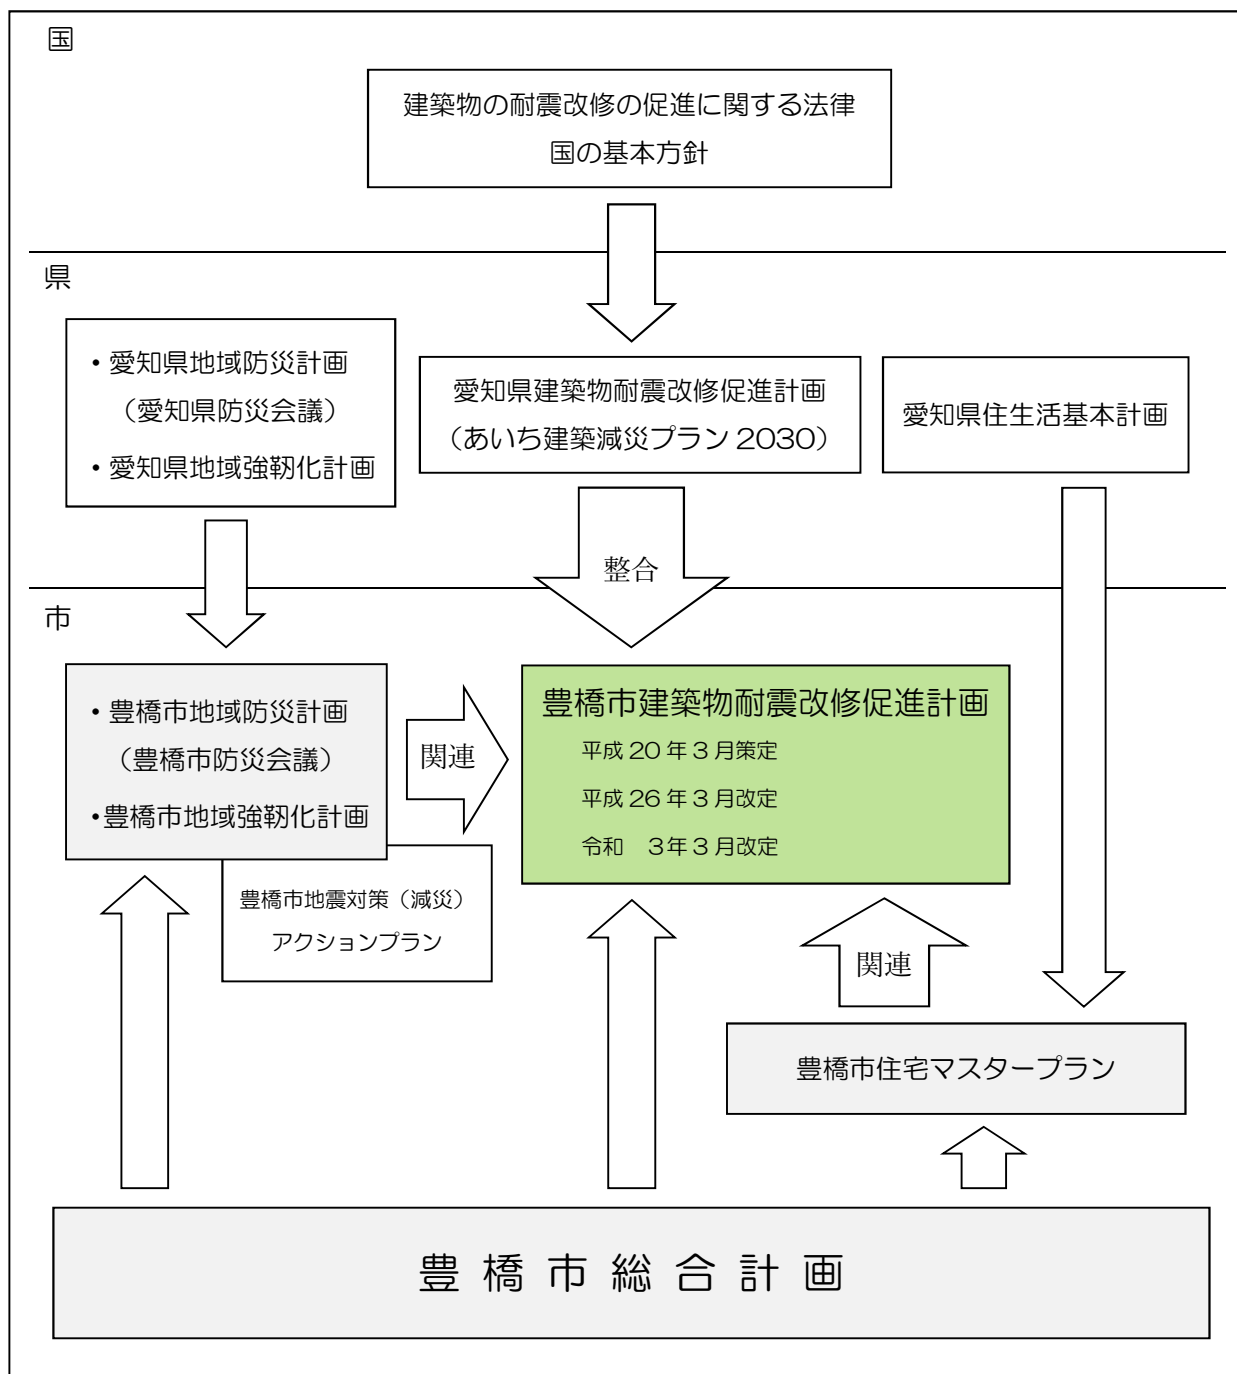 国
建築物の耐震改修の促進に関する法律
国の基本方針
県
・愛知県地域防災計画
（愛知県防災会議）
・愛知県地域強靭化計画
愛知県建築物耐震改修促進計画
（あいち建築減災プラン 2030）
愛知県住生活基本計画
整合
市
・豊橋市地域防災計画
（豊橋市防災会議）
・豊橋市地域強靭化計画
豊橋市地震対策（減災）
アクションプラン
関連
豊橋市建築物耐震改修促進計画
平成 20 年 3 月策定
平成 26 年 3 月改定
令和　3年 3 月改定
関連
豊橋市住宅マスタープラン
豊橋市総合計画